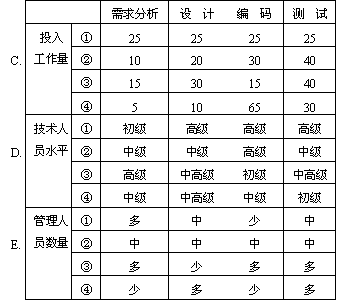 需求分析 设计 编码 测试
C. 投入工作量 ① 25 25 25 25
② 10 20 30 40
③ 15 30 15 40
④ 5 10 65 30
D. 技术人员水平 ① 初级 高级 高级 高级
② 中级 中级 高级 中级
③ 高级 中高级 初级 中高级
④ 中级 中高级 中级 初级
E. 管理人员数量 ① 多 中 少 中
② 中 中 中 中
③ 多 少 多 多
④ 少 多 少 多